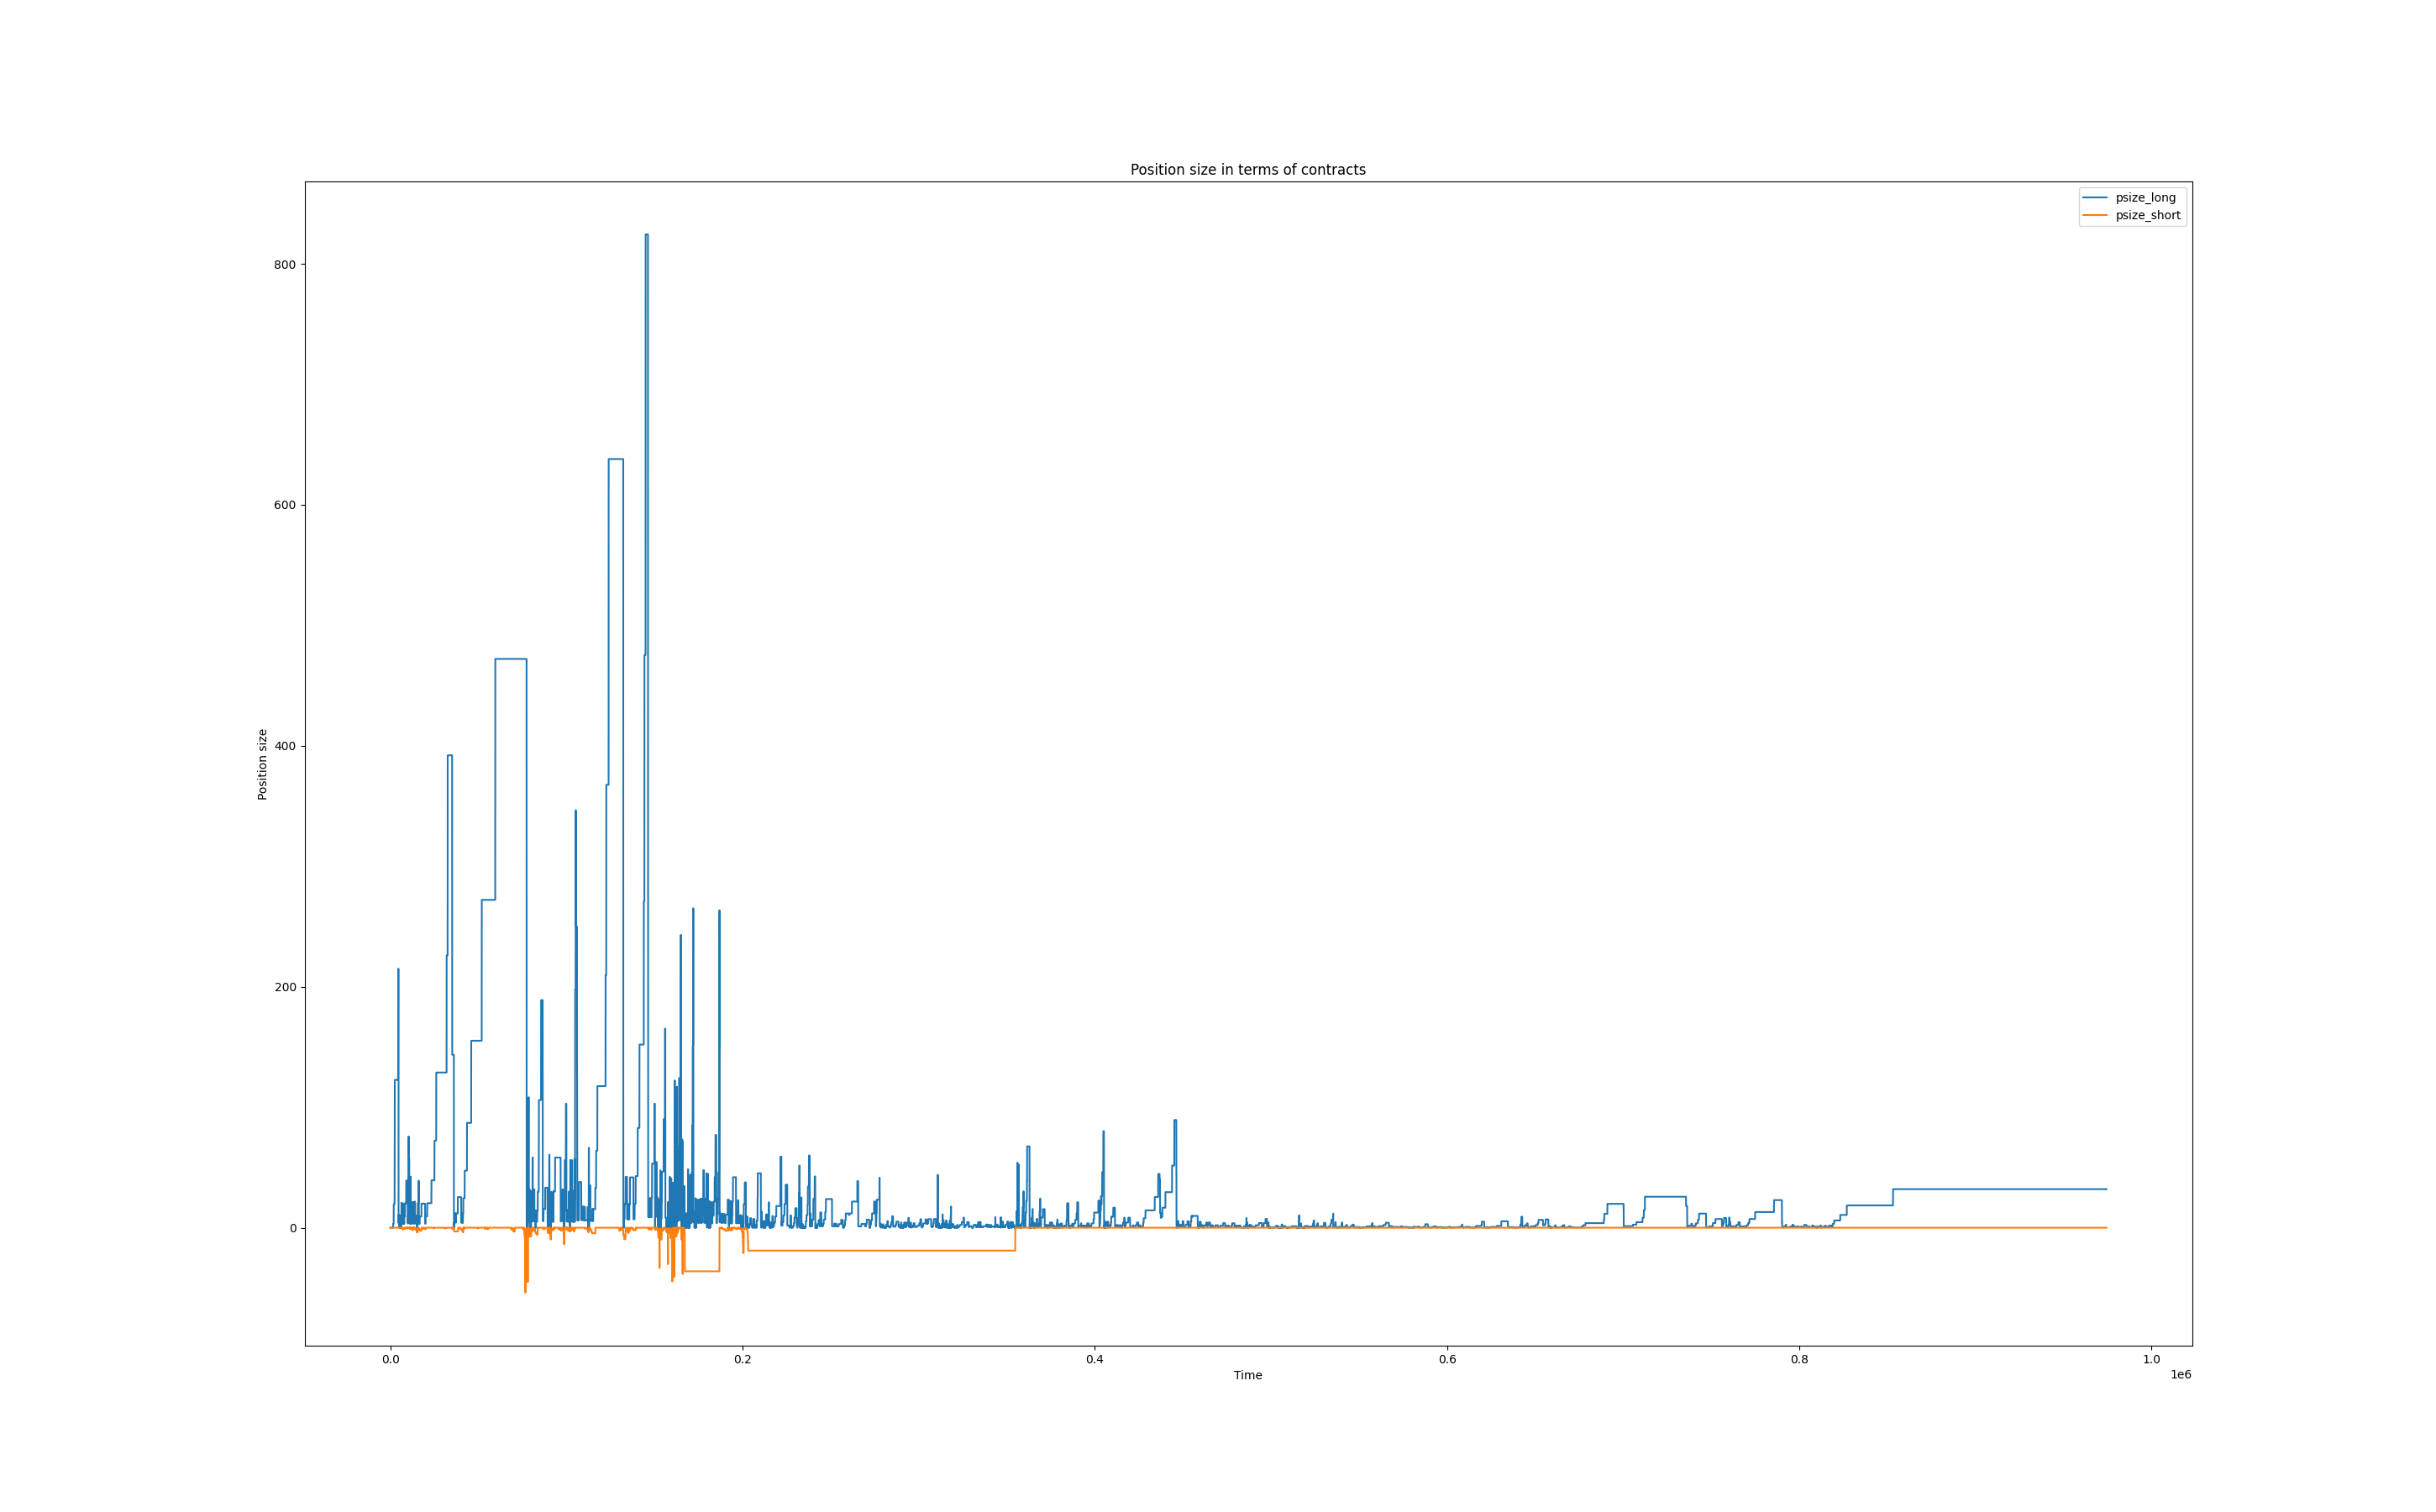 Position size in terms of contracts
psize_long
psize_short
Position size
800
600
400
200
0
0.0
0.2
0.4
0.6
0.8
1.0
Time
1e6